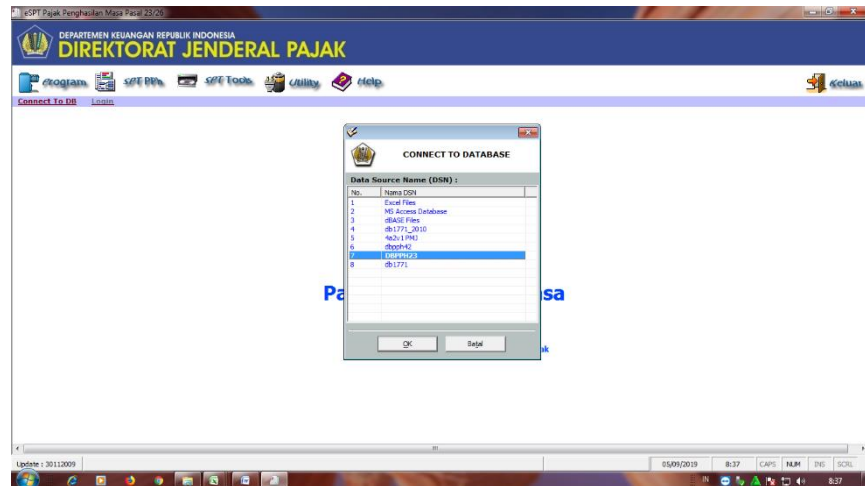 eSPT Pajak Penghasilan Masa Pasal 23/26
DEPARTEMEN KEUANGAN REPUBLIK INDONESIA
DIREKTORAT JENDERAL PAJAK
Program SPT PPh SPT Tools Utility Help Keluar
Connect To DB Login
CONNECT TO DATABASE
Data Source Name (DSN) :
No. Nama DSN
1 Excel Files
2 MS Access Database
3 dBASE Files
4 db1771_2010
5 4a2v1PMJ
6 dbpph42
7 DBPPH23
8 db1771
Pa sa
OK Batal
ak
Update : 30112009 05/09/2019 8:37 CAPS NUM INS SCRL
IN 8:37